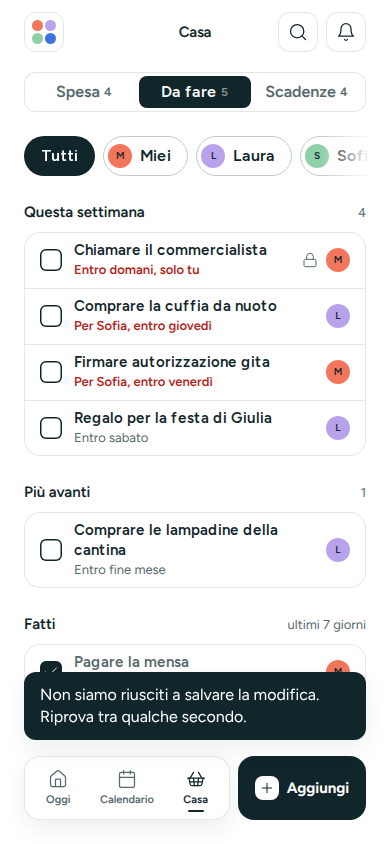 Casa
Spesa 4
Da fare 5
Scadenze 4
Tutti
M Miei
L Laura
S Sofi
Questa settimana 4
Chiamare il commercialista
Entro domani, solo tu
M
Comprare la cuffia da nuoto
Per Sofia, entro giovedì
L
Firmare autorizzazione gita
Per Sofia, entro venerdì
M
Regalo per la festa di Giulia
Entro sabato
L
Più avanti 1
Comprare le lampadine della
cantina
Entro fine mese
L
Fatti ultimi 7 giorni
Pagare la mensa
M
Non siamo riusciti a salvare la modifica.
Riprova tra qualche secondo.
Oggi
Calendario
Casa
Aggiungi